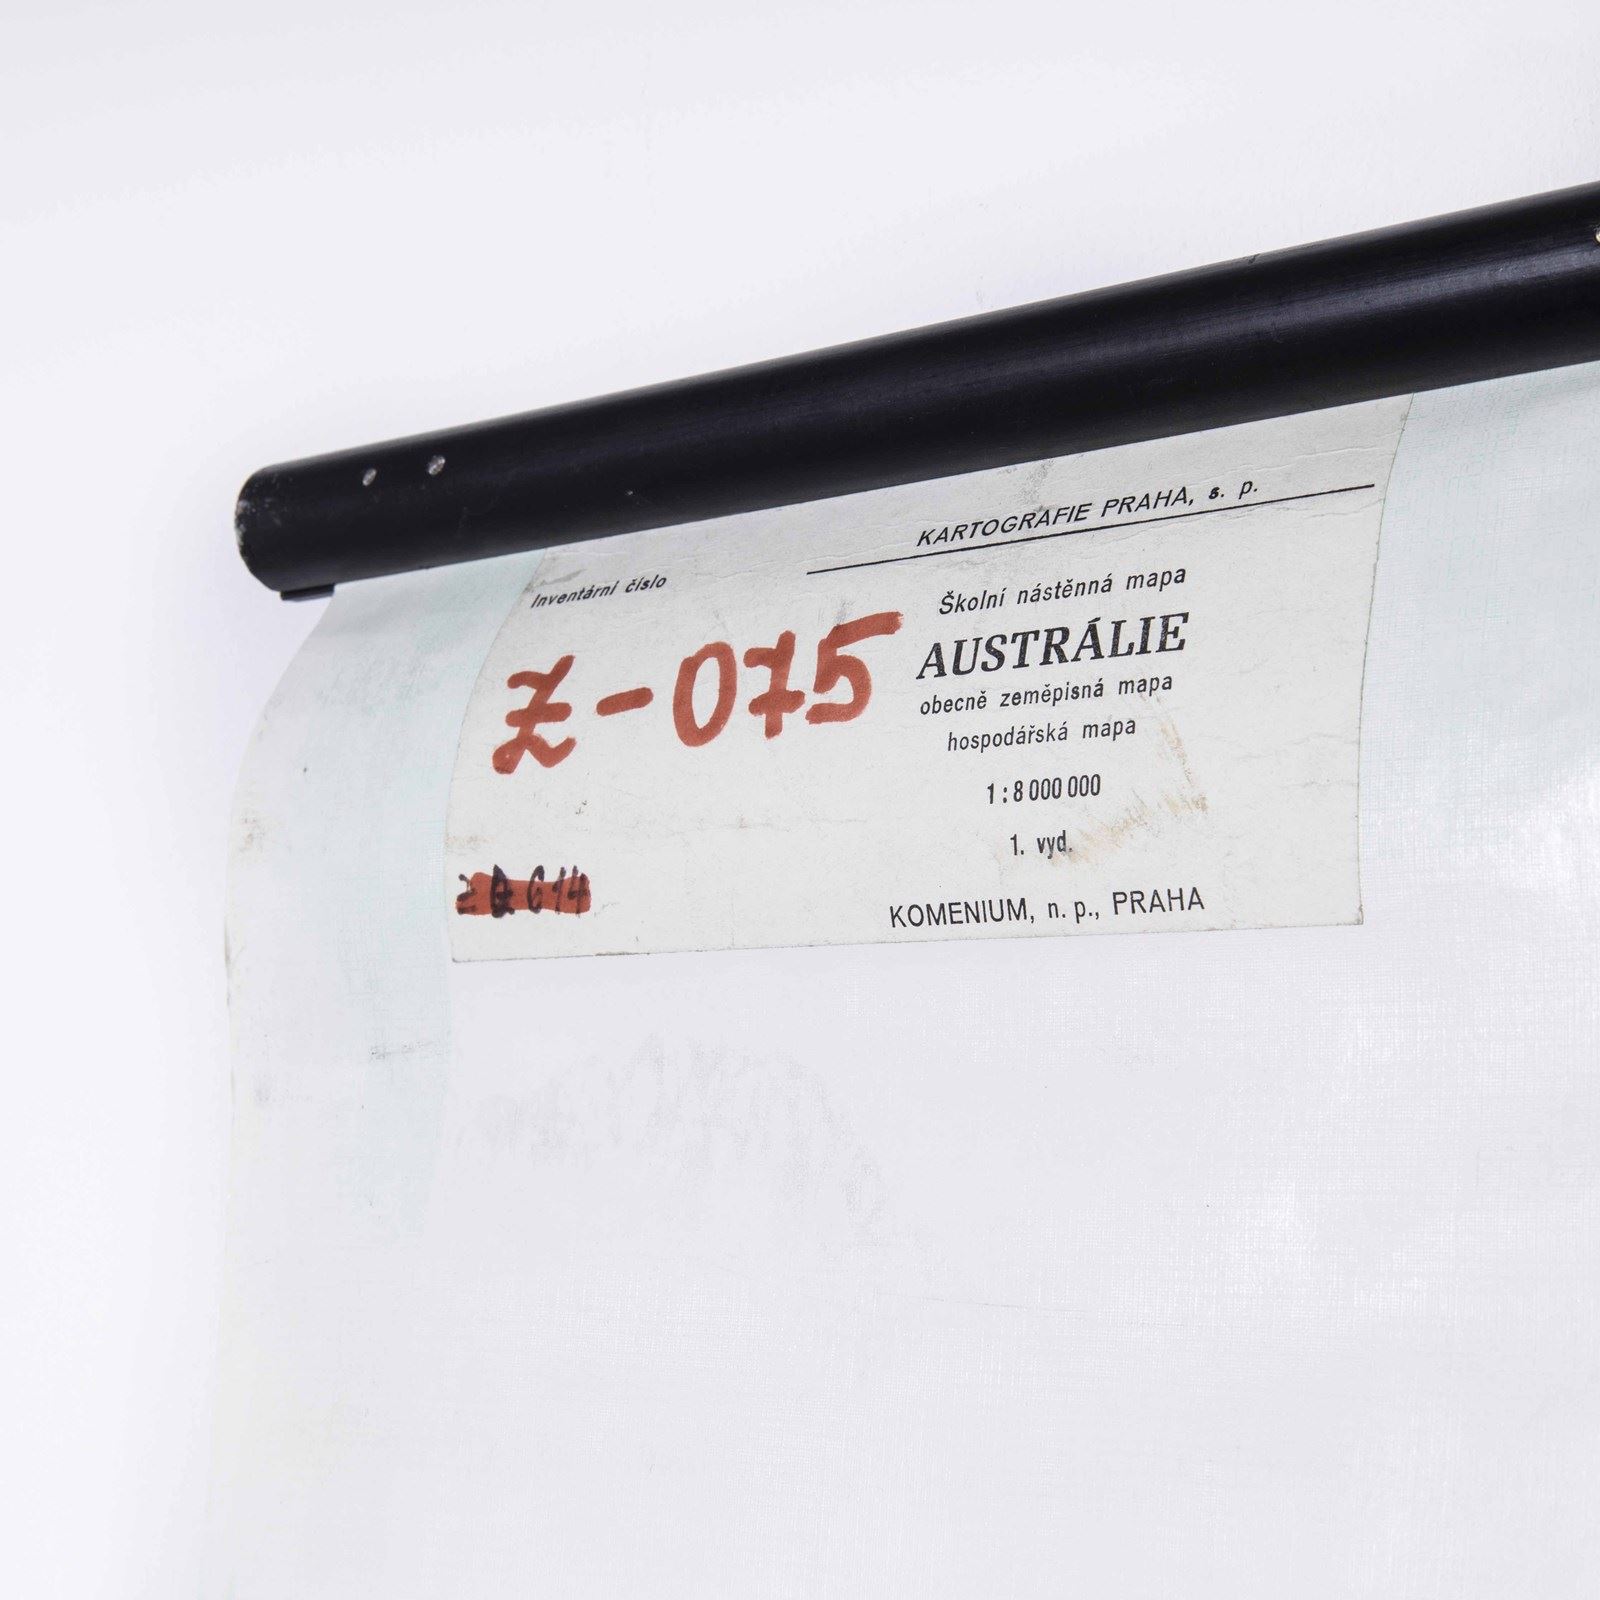 KARTOGRAFIE PRAHA, s. p.
Inventární číslo
Školní nástěnná mapa
Z-075
AUSTRÁLIE
obecně zeměpisná mapa
hospodářská mapa
1 : 8 000 000
1. vyd.
614
KOMENIUM, n. p., PRAHA